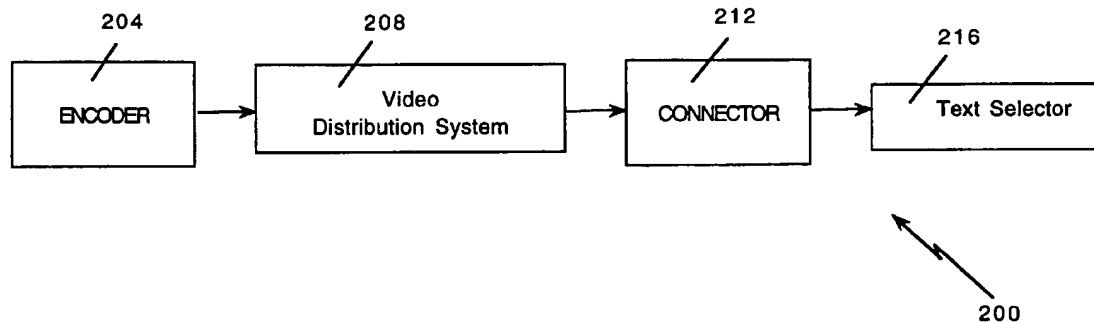 204
208
212
216
ENCODER
Video
Distribution System
CONNECTOR
Text Selector
200